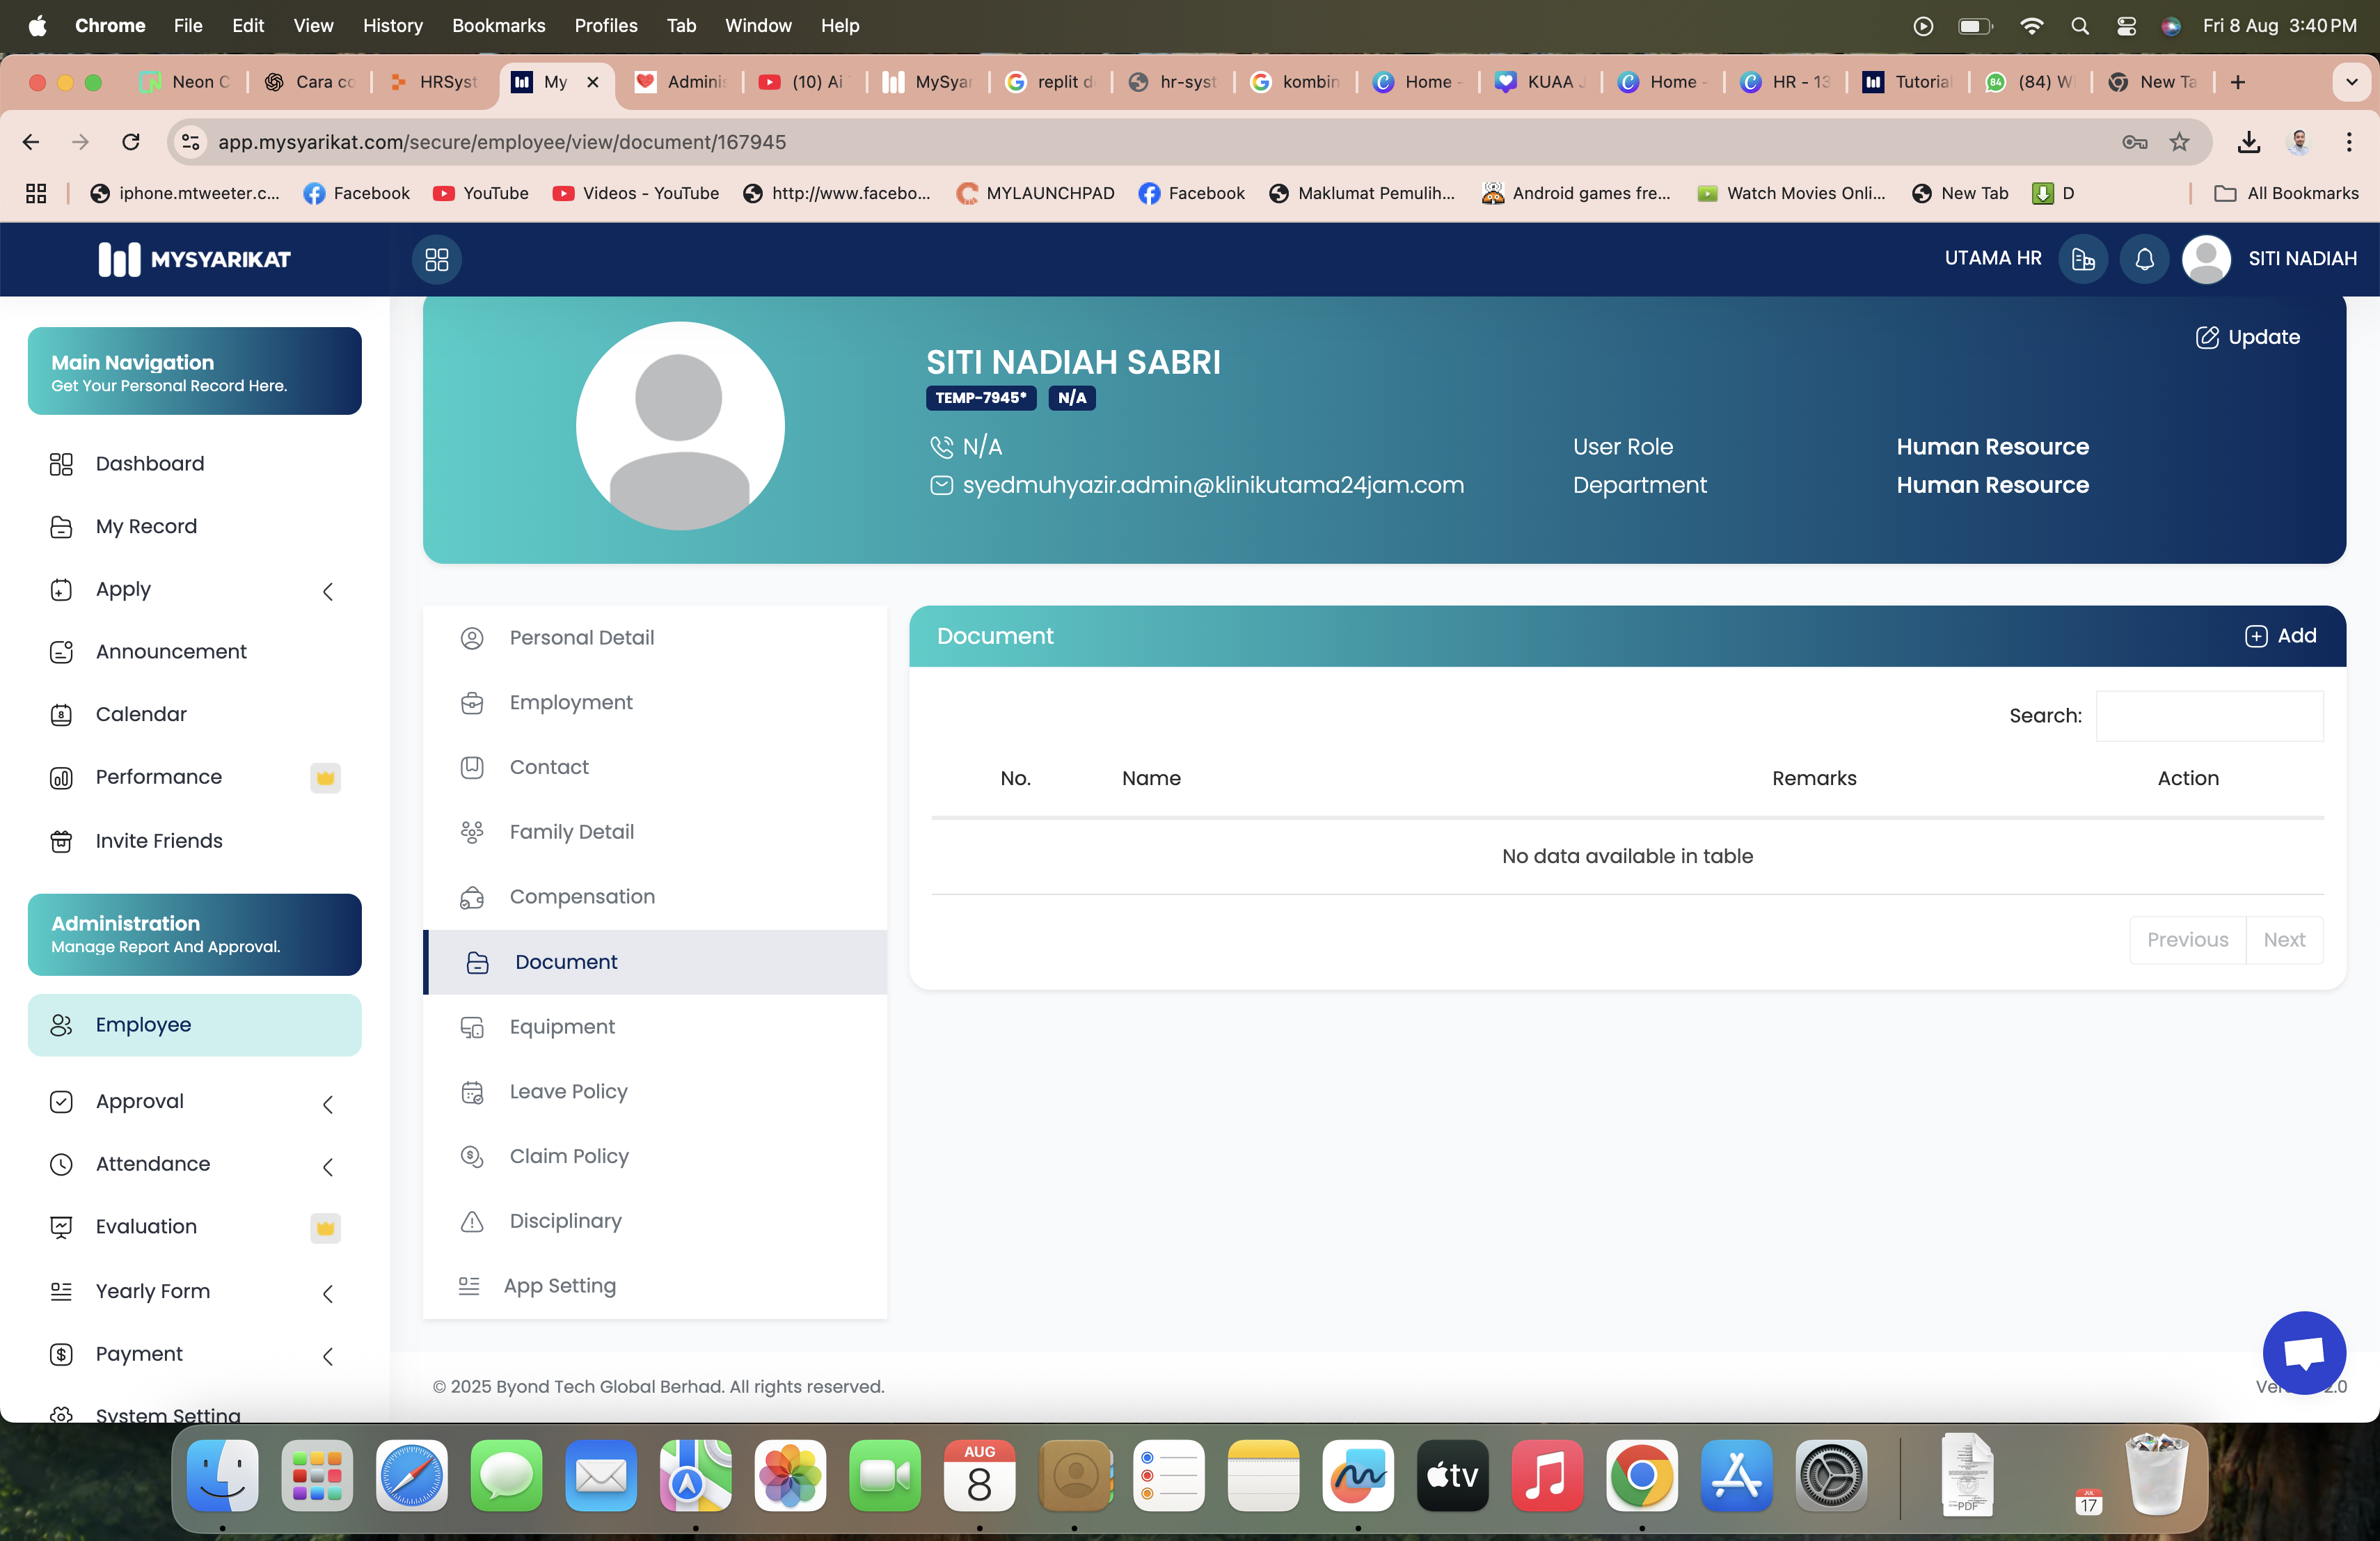 Chrome File Edit View History Bookmarks Profiles Tab Window Help Fri 8 Aug 3:40 PM
Neon C Cara co HRSyst My Adminis (10) Ai MySyar replit d hr-syst kombin Home - KUAA J Home - HR - 13 Tutoria (84) W New Ta
app.mysyarikat.com/secure/employee/view/document/167945
iphone.mtweeter.c... Facebook YouTube Videos - YouTube http://www.facebo... MYLAUNCHPAD Facebook Maklumat Pemulih... Android games fre... Watch Movies Onli... New Tab D All Bookmarks
MYSYARIKAT UTAMA HR SITI NADIAH
Main Navigation
Get Your Personal Record Here.
Dashboard
My Record
Apply
Announcement
Calendar
8
Performance
Invite Friends
Administration
Manage Report And Approval.
Employee
Approval
Attendance
Evaluation
Yearly Form
Payment
System Setting
Update
SITI NADIAH SABRI
TEMP-7945* N/A
N/A
syedmuhyazir.admin@klinikutama24jam.com
User Role Human Resource
Department Human Resource
Personal Detail
Employment
Contact
Family Detail
Compensation
Document
Equipment
Leave Policy
Claim Policy
Disciplinary
App Setting
Document Add
Search:
No. Name Remarks Action
No data available in table
Previous Next
© 2025 Byond Tech Global Berhad. All rights reserved.
2.0
AUG
8
tv
PDF
JUL
17